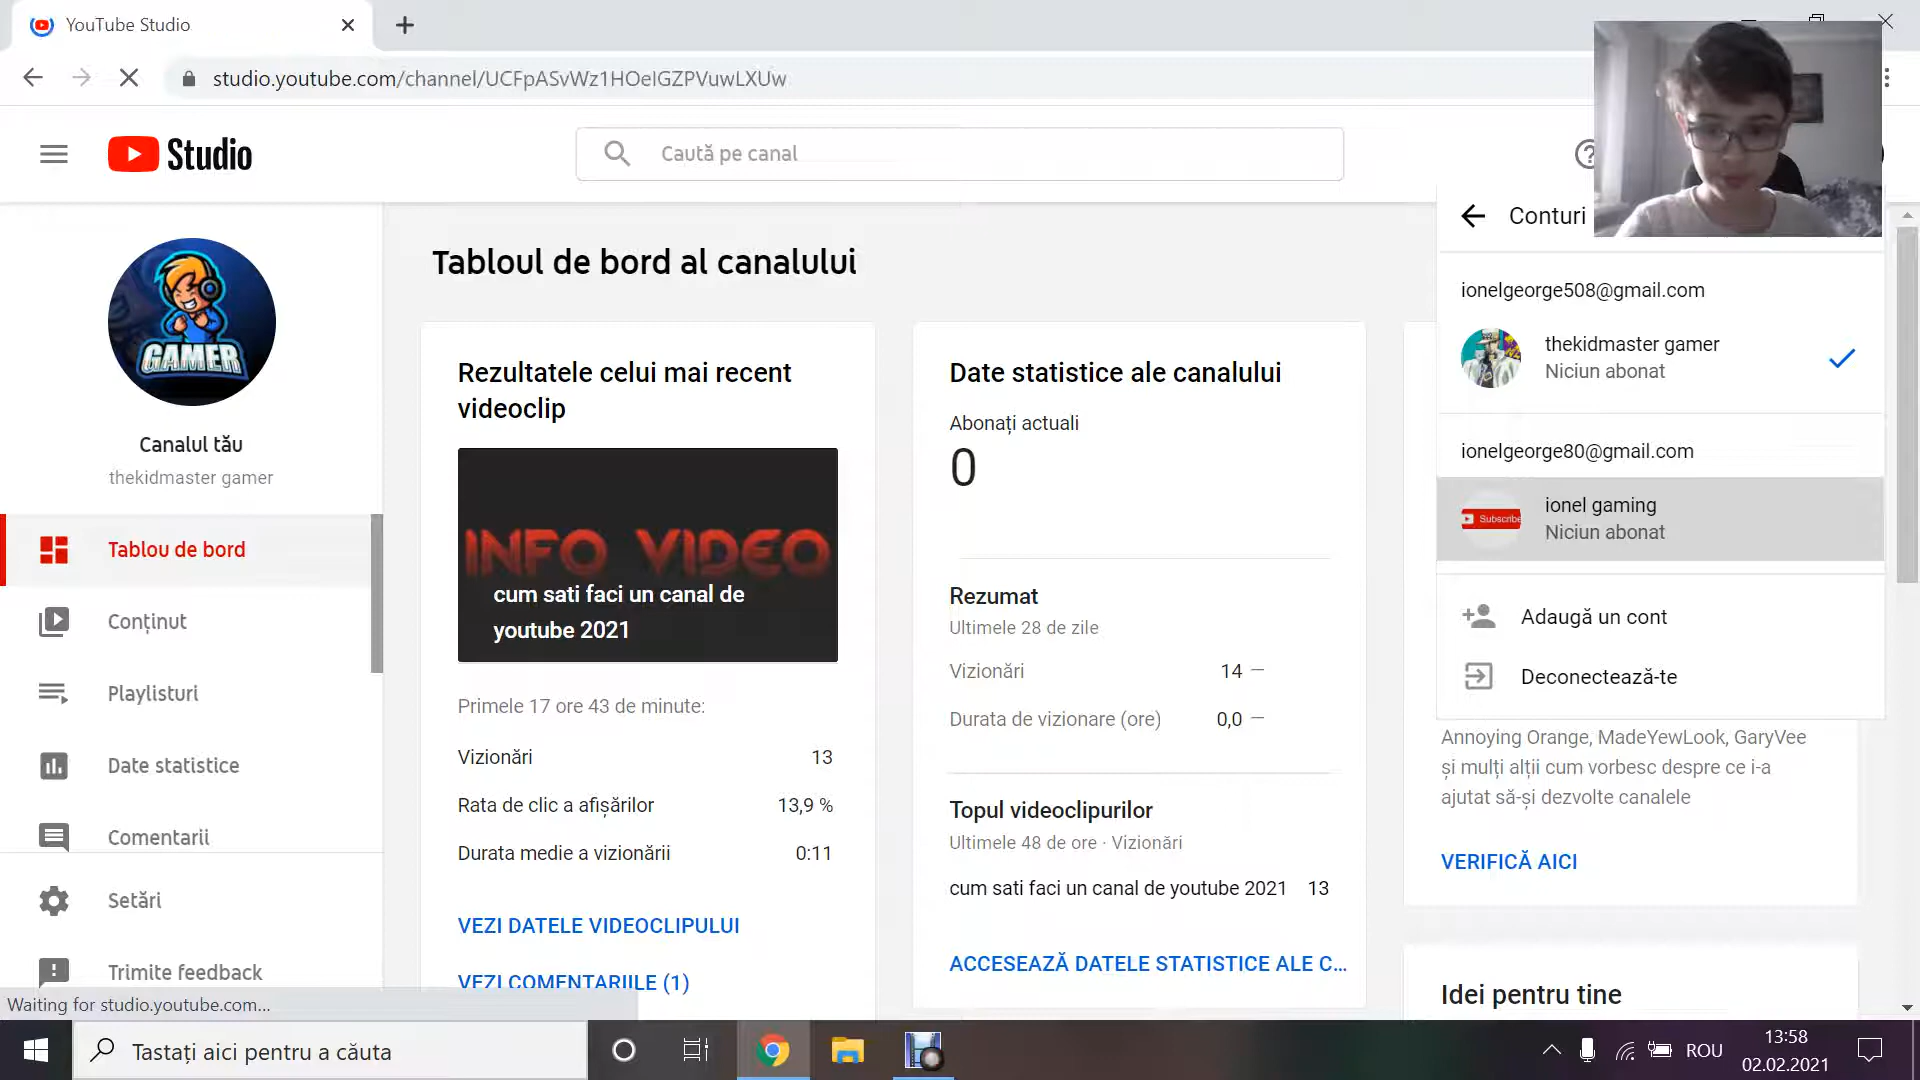 YouTube Studio
studio.youtube.com/channel/UCFpASvWz1HOeIGZPVuwLXUw
Studio
Caută pe canal
Conturi
ionelgeorge508@gmail.com
thekidmaster gamer
Niciun abonat
ionelgeorge80@gmail.com
Subscribe
ionel gaming
Niciun abonat
Adaugă un cont
Deconectează-te
GAMER
Canalul tău
thekidmaster gamer
Tablou de bord
Conținut
Playlisturi
Date statistice
Comentarii
Setări
Trimite feedback
Tabloul de bord al canalului
Rezultatele celui mai recent
videoclip
INFO VIDEO
cum sati faci un canal de
youtube 2021
Primele 17 ore 43 de minute:
Vizionări 13
Rata de clic a afișărilor 13,9 %
Durata medie a vizionării 0:11
VEZI DATELE VIDEOCLIPULUI
VEZI COMENTARIILE (1)
Date statistice ale canalului
Abonați actuali
0
Rezumat
Ultimele 28 de zile
Vizionări 14 —
Durata de vizionare (ore) 0,0 —
Topul videoclipurilor
Ultimele 48 de ore · Vizionări
cum sati faci un canal de youtube 2021 13
ACCESEAZĂ DATELE STATISTICE ALE C...
Annoying Orange, MadeYewLook, GaryVee
și mulți alții cum vorbesc despre ce i-a
ajutat să-și dezvolte canalele
VERIFICĂ AICI
Idei pentru tine
Waiting for studio.youtube.com...
Tastați aici pentru a căuta
ROU
13:58
02.02.2021